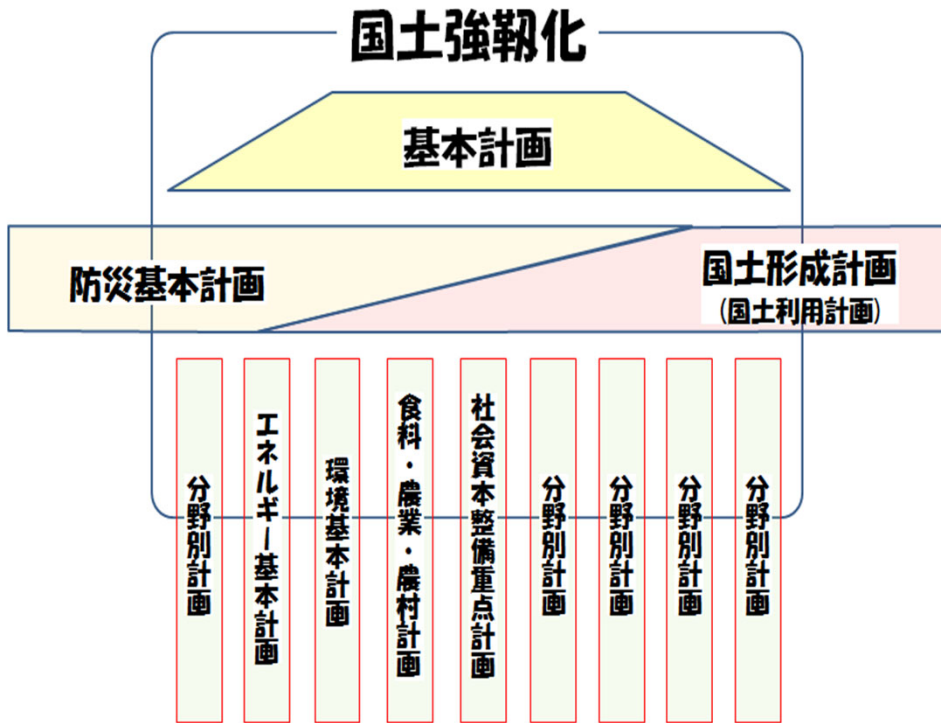 国土強靱化
基本計画
防災基本計画
国土形成計画
(国土利用計画)
分野別計画
エネルギー基本計画
環境基本計画
食料・農業・農村計画
社会資本整備重点計画
分野別計画
分野別計画
分野別計画
分野別計画